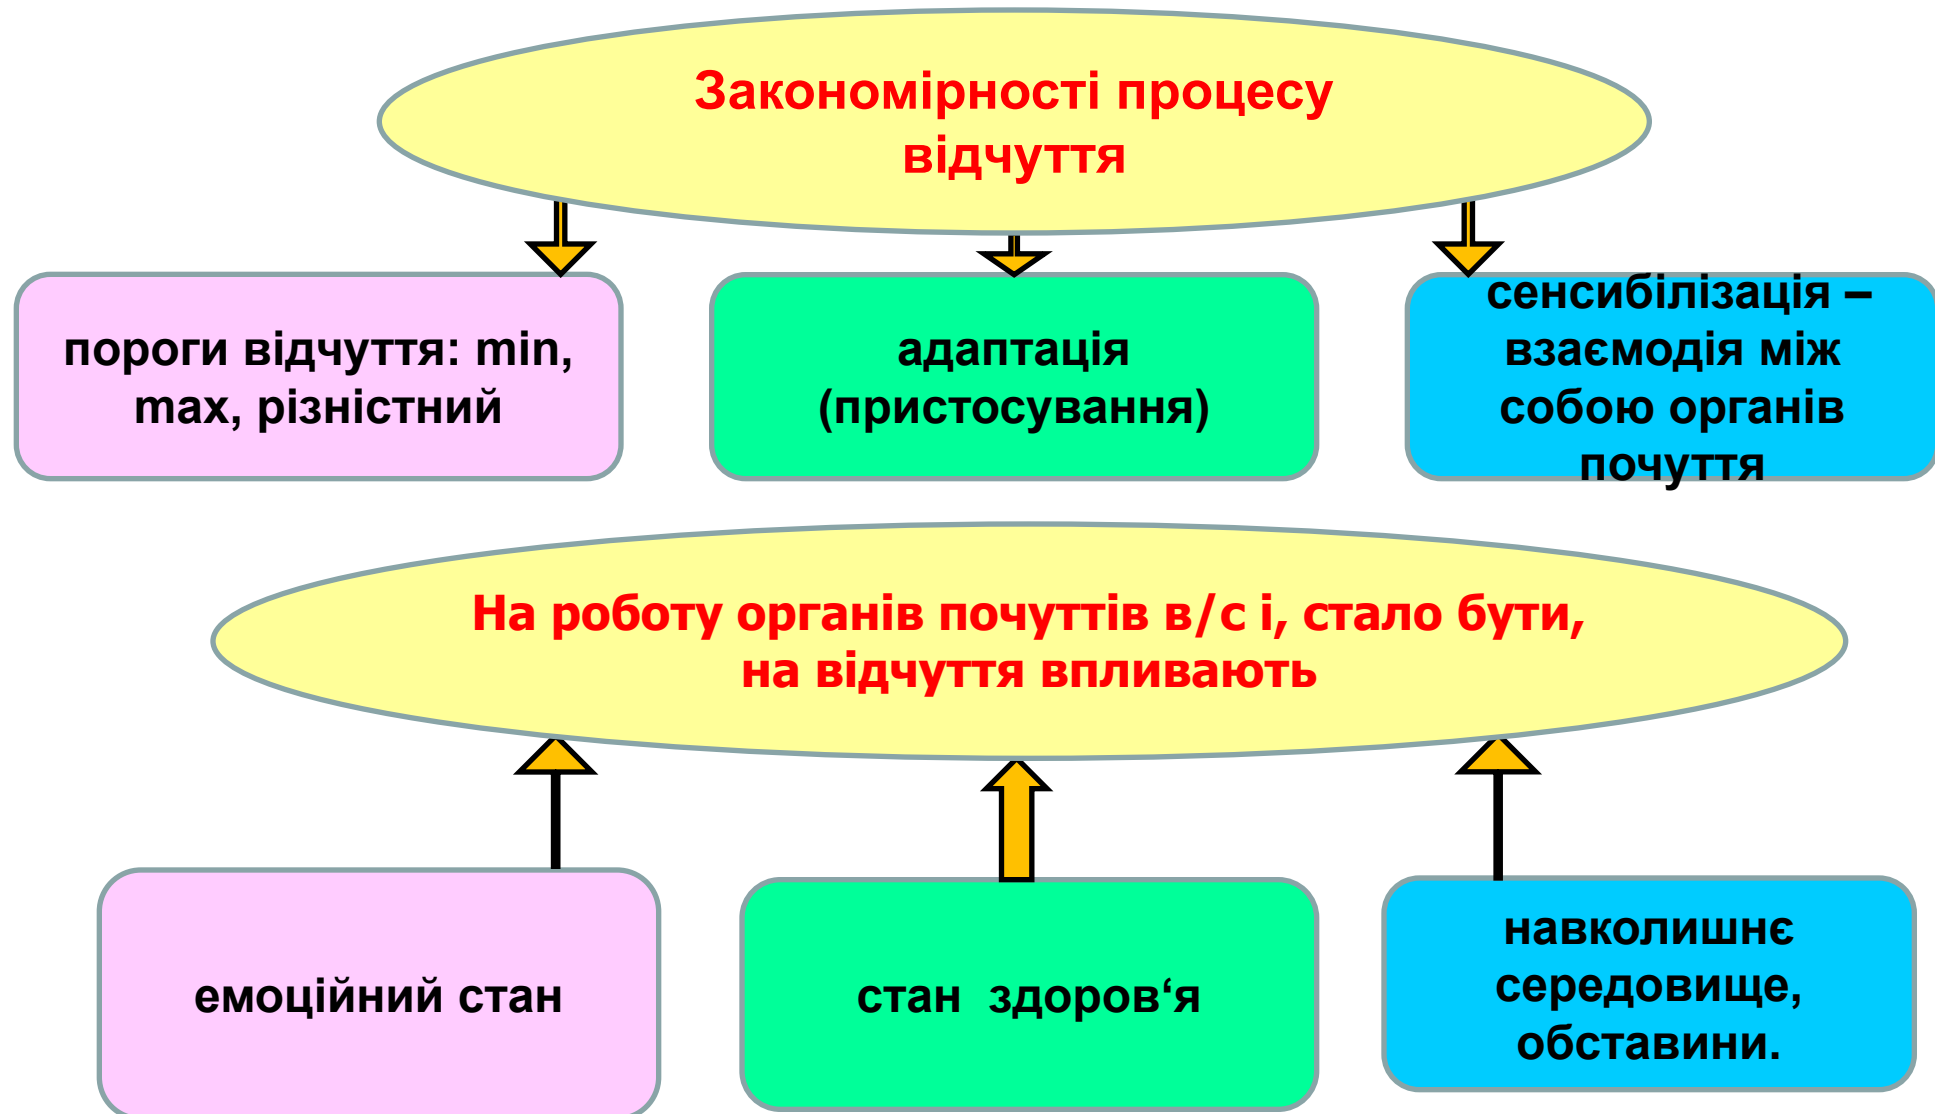 Закономірності процесу
відчуття
пороги відчуття: min,
max, різністний
адаптація
(пристосування)
сенсибілізація –
взаємодія між
собою органів
почуття
На роботу органів почуттів в/с і, стало бути,
на відчуття впливають
емоційний стан
стан здоров‘я
навколишнє
середовище,
обставини.